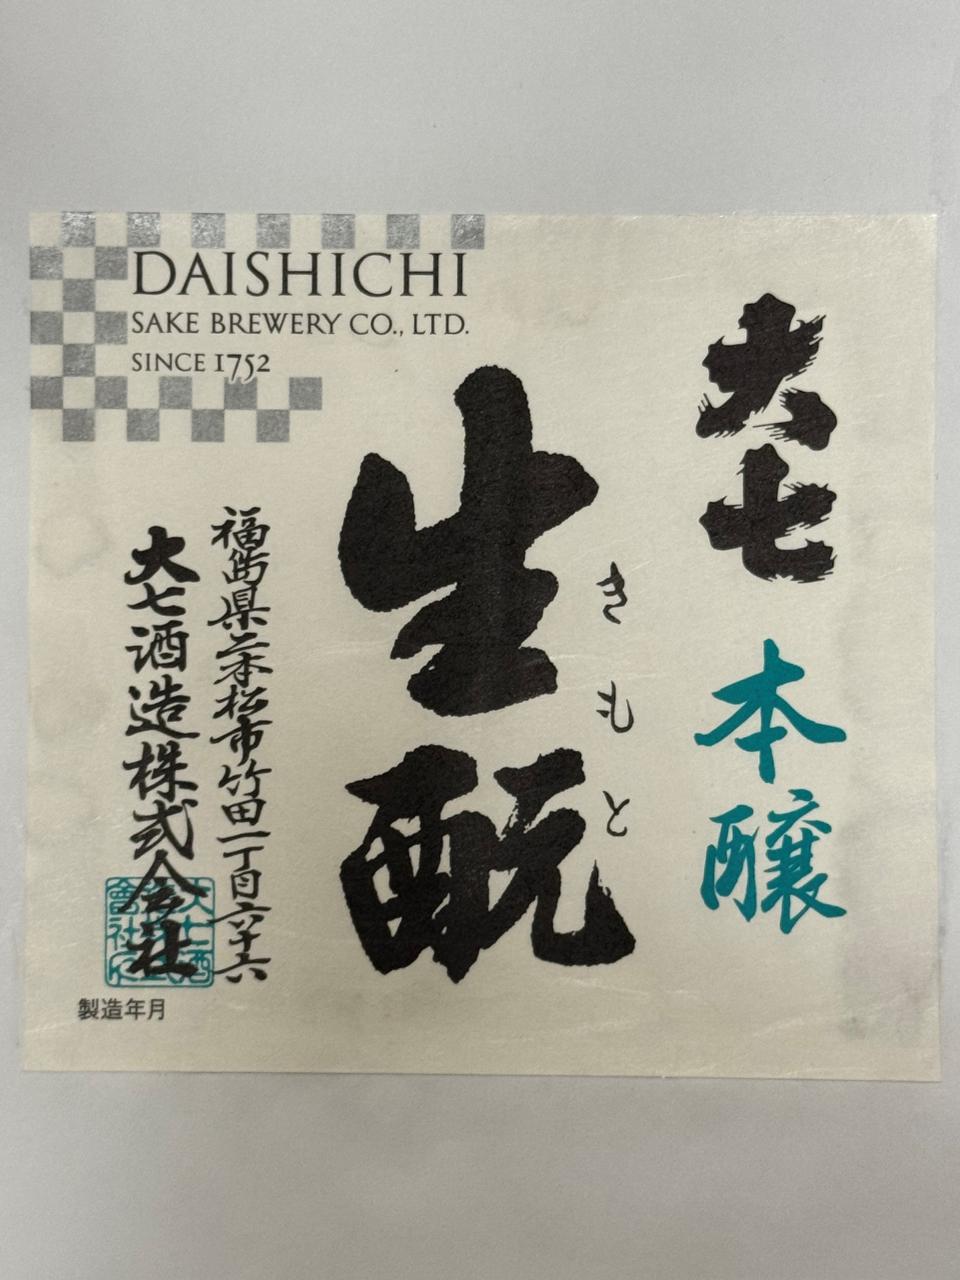 DAISHICHI
SAKE BREWERY CO., LTD.
SINCE 1752
大七
本醸
生酛
きもと
福島県二本松市竹田一丁目六十六
大七酒造株式会社
製造年月